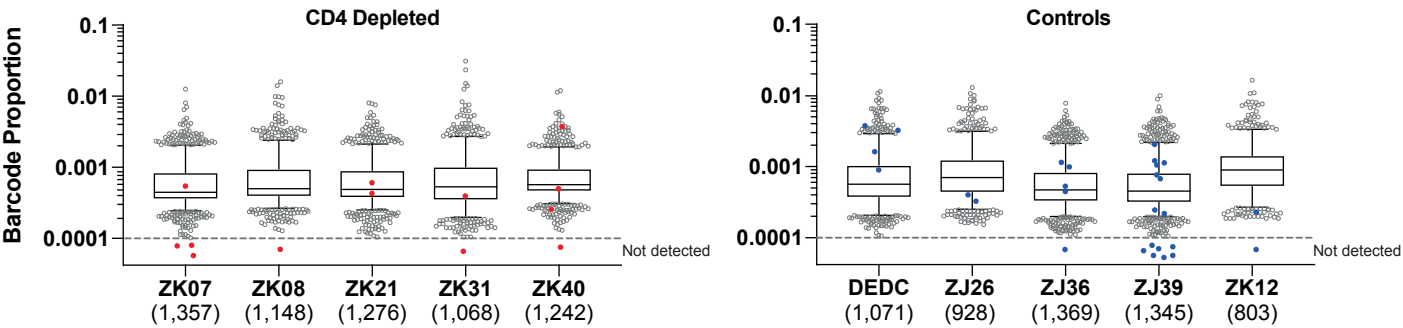 CD4 Depleted
Controls
Barcode Proportion
0.1
0.01
0.001
0.0001
Not detected
ZK07 ZK08 ZK21 ZK31 ZK40
(1,357) (1,148) (1,276) (1,068) (1,242)
0.1
0.01
0.001
0.0001
Not detected
DEDC ZJ26 ZJ36 ZJ39 ZK12
(1,071) (928) (1,369) (1,345) (803)